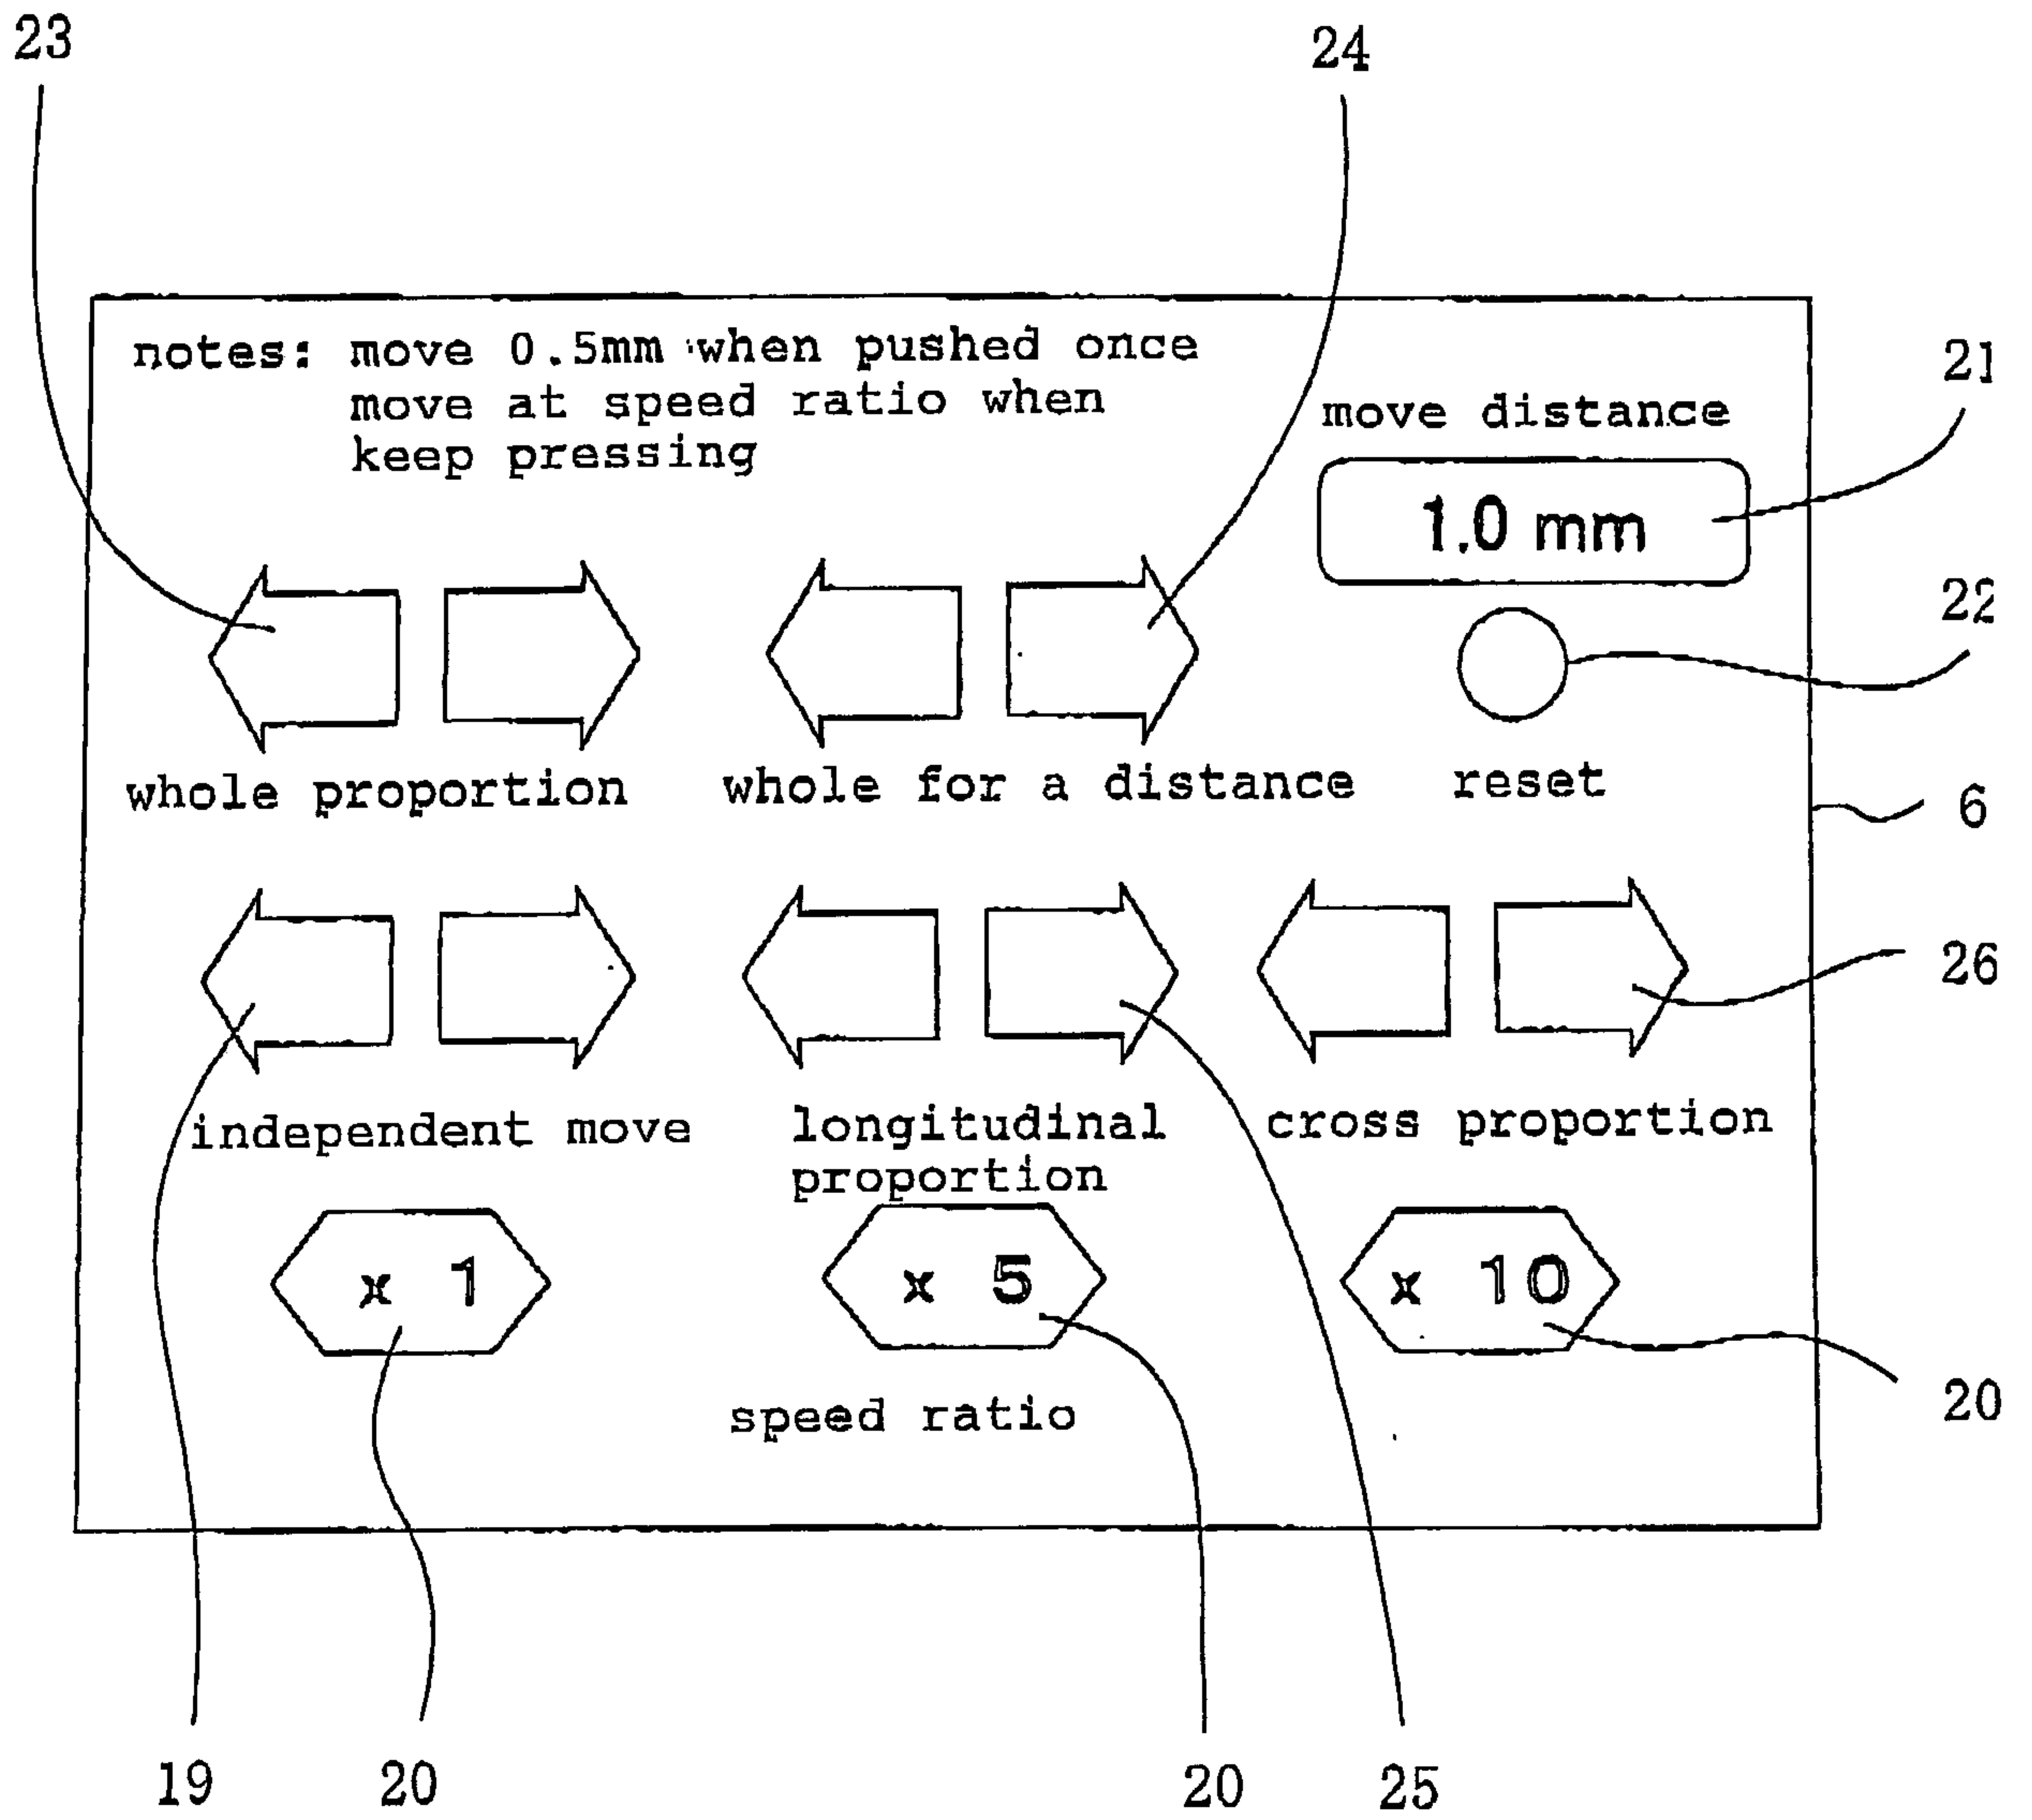 23
24
notes: move 0.5mm when pushed once
move at speed ratio when
keep pressing
21
move distance
1.0 mm
22
whole proportion
whole for a distance
reset
6
26
independent move
longitudinal
proportion
cross proportion
x 1
x 5
x 10
20
speed ratio
19
20
20
25